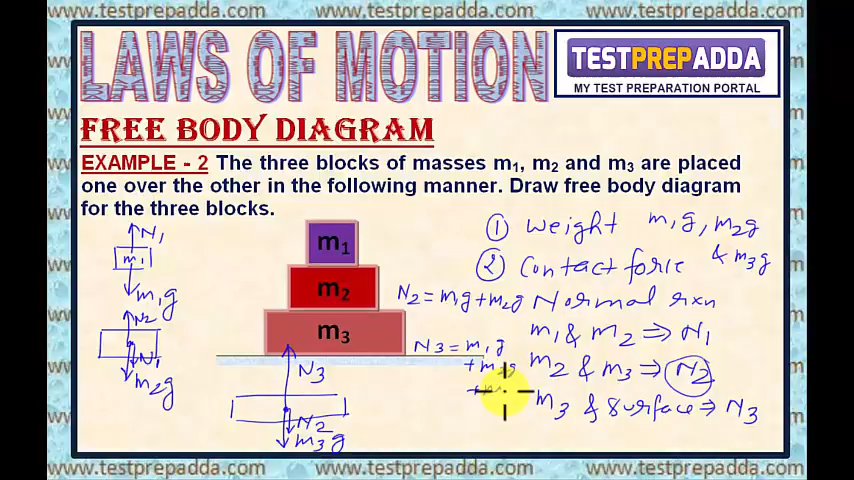 www.testprepadda.com www.testprepadda.com www.testprepadda.com
LAWS OF MOTION
TESTPREPADDA
MY TEST PREPARATION PORTAL
FREE BODY DIAGRAM
EXAMPLE - 2 The three blocks of masses m₁, m₂ and m₃ are placed
one over the other in the following manner. Draw free body diagram
for the three blocks.
N₁
m₁
m₁g
N₂
N₁
m₂g
m₁
m₂
m₃
N₃
N₂
m₃g
① Weight m₁g, m₂g
& m₃g
② Contact force
N₂ = m₁g + m₂g
Normal rxn
N₃ = m₁g
+ m₂g
+
m₁ & m₂ ⇒ N₁
m₂ & m₃ ⇒ N₂
m₃ & surface ⇒ N₃
www.testprepadda.com www.testprepadda.com www.testprepadda.com